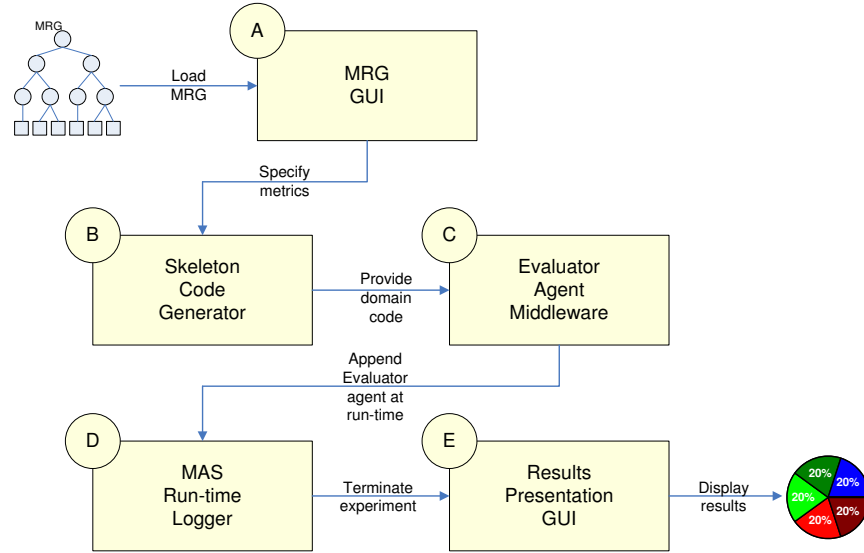 MRG
A
MRG
GUI
Load
MRG
Specify
metrics
B
Skeleton
Code
Generator
Provide
domain
code
C
Evaluator
Agent
Middleware
Append
Evaluator
agent at
run-time
D
MAS
Run-time
Logger
Terminate
experiment
E
Results
Presentation
GUI
Display
results
20%
20%
20%
20%
20%